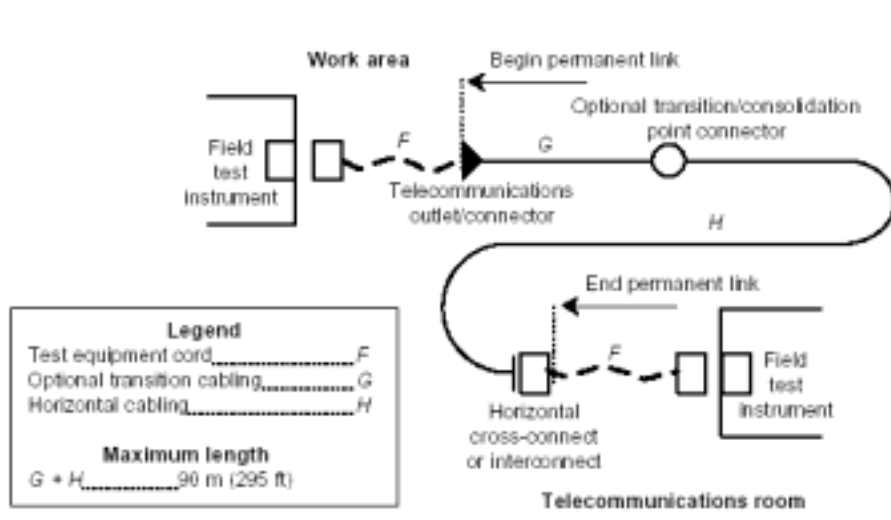 Work area
Begin permanent link
Optional transition/consolidation
point connector
Field
test
instrument
F
G
Telecommunications
outlet/connector
H
End permanent link
Legend
Test equipment cord F
Optional transition cabling G
Horizontal cabling H
Maximum length
G + H 90 m (295 ft)
F
Field
test
instrument
Horizontal
cross-connect
or interconnect
Telecommunications room